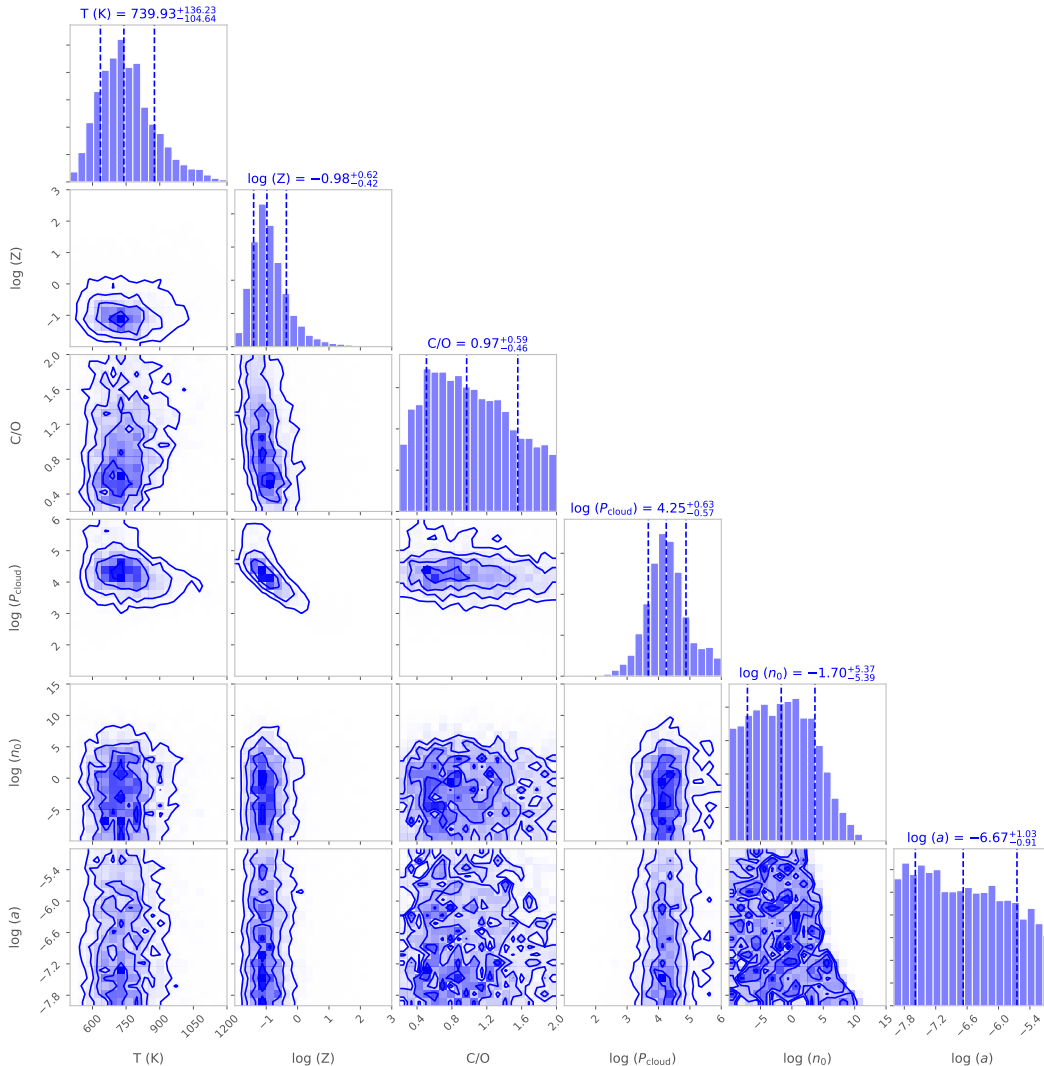 T (K) = 739.93 +136.23 −104.64
log (Z) = −0.98 +0.62 −0.42
3
2
1
0
−1
log (Z)
C/O = 0.97 +0.59 −0.46
2.0
1.6
1.2
0.8
0.4
C/O
log (P_cloud) = 4.25 +0.63 −0.57
6
5
4
3
2
log (P_cloud)
log (n_0) = −1.70 +5.37 −5.39
15
10
5
0
−5
log (n_0)
log (a) = −6.67 +1.03 −0.91
−5.4
−6.0
−6.6
−7.2
−7.8
log (a)
600 750 900 1050 1200
−1 0 1 2 3
0.4 0.8 1.2 1.6 2.0
2 3 4 5 6
−5 0 5 10 15
−7.8 −7.2 −6.6 −6.0 −5.4
T (K) log (Z) C/O log (P_cloud) log (n_0) log (a)